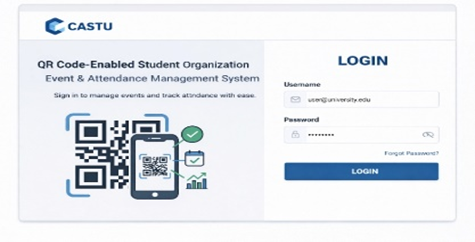 CASTU
QR Code-Enabled Student Organization
Event & Attendance Management System
Sign in to manage events and track attndance with ease.
LOGIN
Username
user@university.edu
Password
••••••••
Forgot Password?
LOGIN